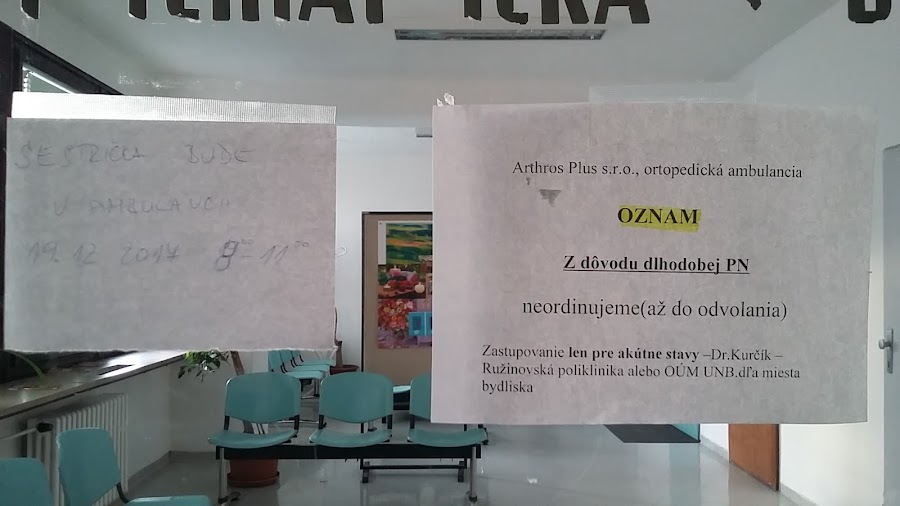 SESTRIČKA BUDE
V AMBULANCII
19.12 2017 8⁰⁰-11⁰⁰
Arthros Plus s.r.o., ortopedická ambulancia
OZNAM
Z dôvodu dlhodobej PN
neordinujeme(až do odvolania)
Zastupovanie len pre akútne stavy –Dr.Kurčík –
Ružinovská poliklinika alebo OÚM UNB.dľa miesta
bydliska